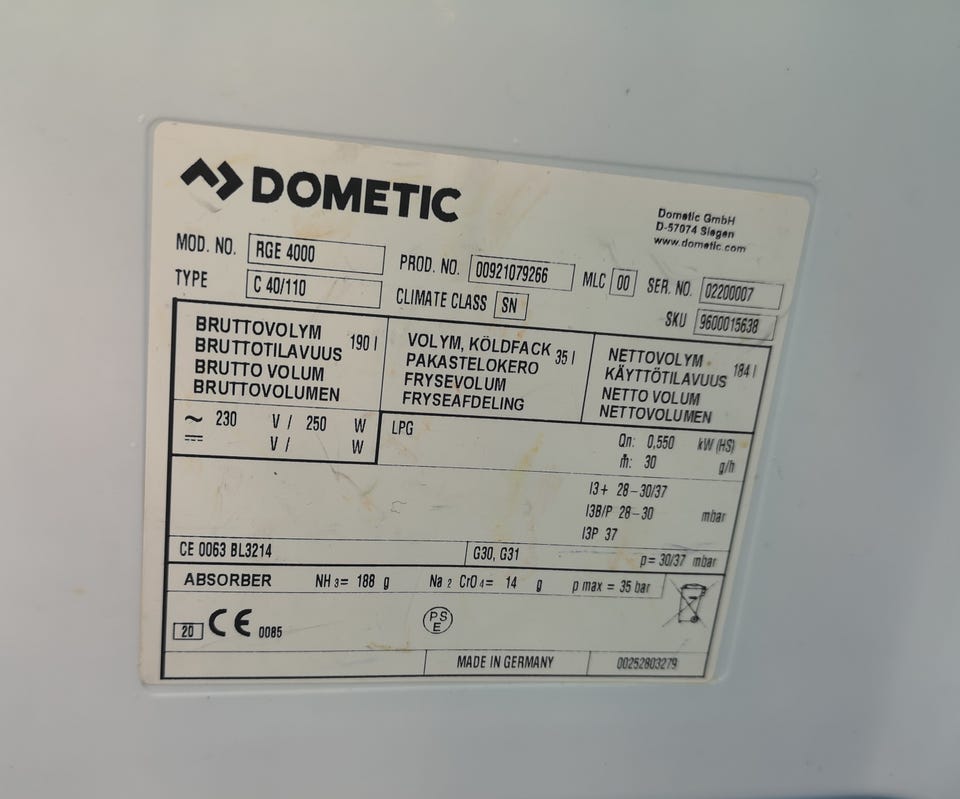 DOMETIC
Dometic GmbH
D-57074 Siegen
www.dometic.com
MOD. NO. RGE 4000 PROD. NO. 00921079266 MLC 00 SER. NO. 02200007
TYPE C 40/110 CLIMATE CLASS SN SKU 9600015638
BRUTTOVOLYM
BRUTTOTILAVUUS 190 l
BRUTTO VOLUM
BRUTTOVOLUMEN
VOLYM, KÖLDFACK
PAKASTELOKERO 35 l
FRYSEVOLUM
FRYSEAFDELING
NETTOVOLYM
KÄYTTÖTILAVUUS 184 l
NETTO VOLUM
NETTOVOLUMEN
~ 230 V / 250 W
V / W
LPG Qn: 0,550 kW (HS)
ṁ: 30 g/h
I3+ 28-30/37
I3B/P 28-30 mbar
I3P 37
CE 0063 BL3214 G30, G31 p= 30/37 mbar
ABSORBER NH3= 188 g Na2 CrO4= 14 g p max = 35 bar
20 CE 0085 PS E
MADE IN GERMANY 00252803279